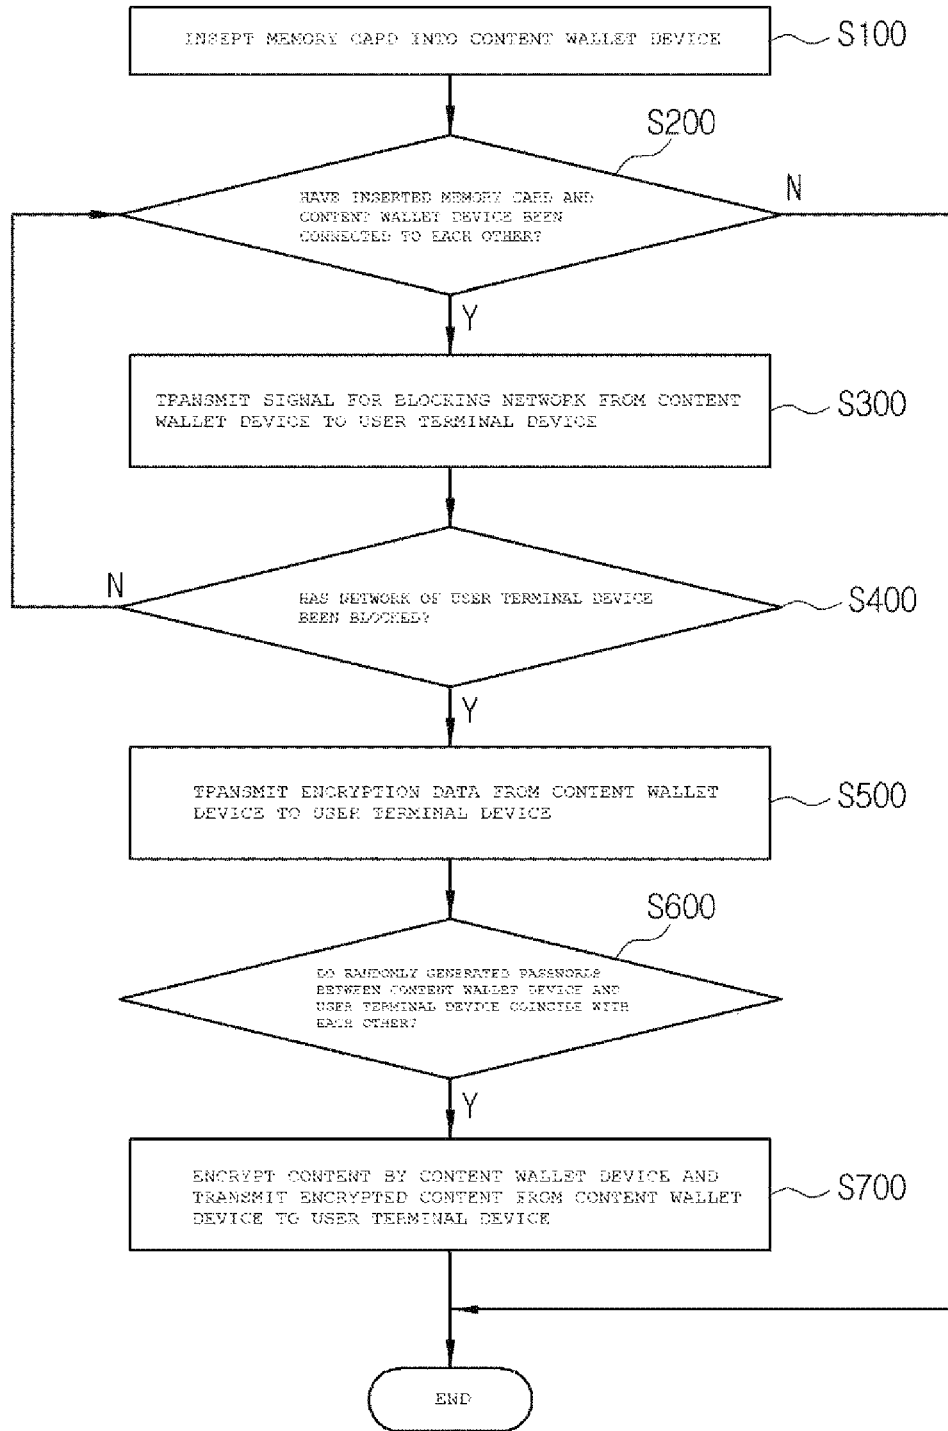 INSERT MEMORY CARD INTO CONTENT WALLET DEVICE
S100
S200
HAVE INSERTED MEMORY CARD AND
CONTENT WALLET DEVICE BEEN
CONNECTED TO EACH OTHER?
N
Y
TRANSMIT SIGNAL FOR BLOCKING NETWORK FROM CONTENT
WALLET DEVICE TO USER TERMINAL DEVICE
S300
N
HAS NETWORK OF USER TERMINAL DEVICE
BEEN BLOCKED?
S400
Y
TRANSMIT ENCRYPTION DATA FROM CONTENT WALLET
DEVICE TO USER TERMINAL DEVICE
S500
S600
DO RANDOMLY GENERATED PASSWORDS
BETWEEN CONTENT WALLET DEVICE AND
USER TERMINAL DEVICE COINCIDE WITH
EACH OTHER?
Y
ENCRYPT CONTENT BY CONTENT WALLET DEVICE AND
TRANSMIT ENCRYPTED CONTENT FROM CONTENT WALLET
DEVICE TO USER TERMINAL DEVICE
S700
END